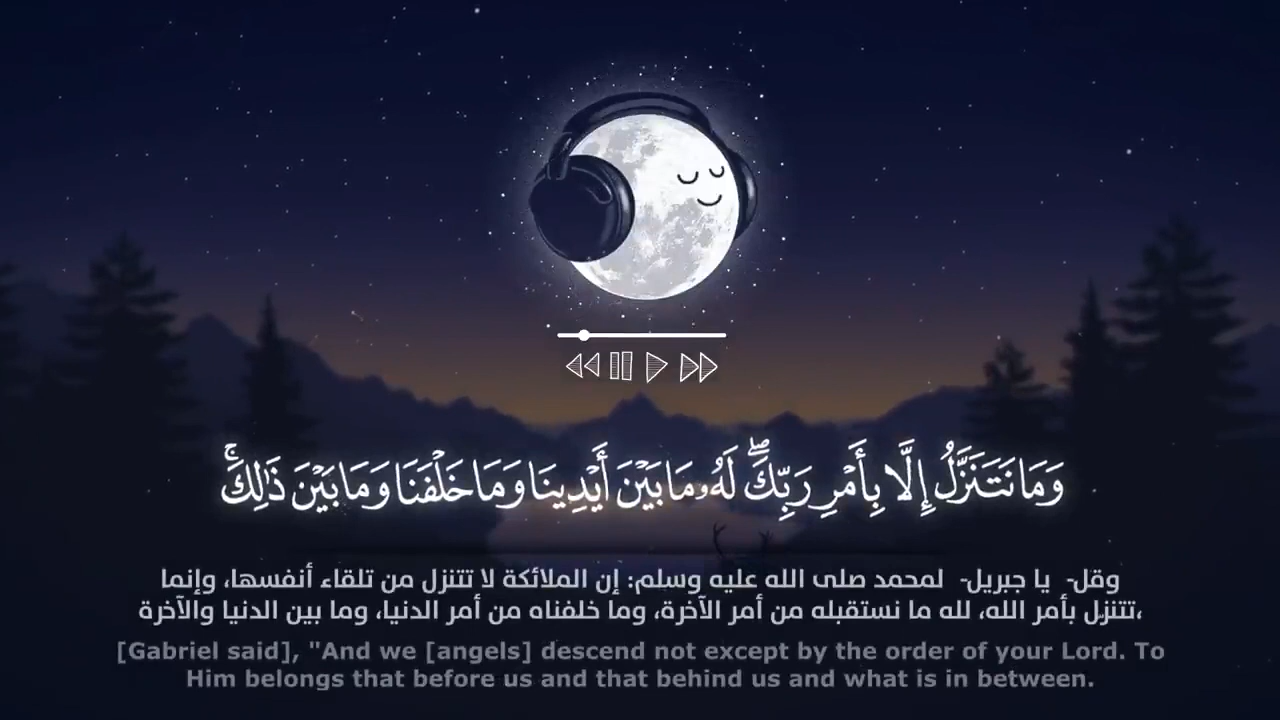 وَمَا نَتَنَزَّلُ إِلَّا بِأَمْرِ رَبِّكَ ۖ لَهُۥ مَا بَيْنَ أَيْدِينَا وَمَا خَلْفَنَا وَمَا بَيْنَ ذَٰلِكَ ۚ
وقل- يا جبريل- لمحمد صلى الله عليه وسلم: إن الملائكة لا تتنزل من تلقاء أنفسها، وإنما
تتنزل بأمر الله، لله ما نستقبله من أمر الآخرة، وما خلفناه من أمر الدنيا، وما بين الدنيا والآخرة،
[Gabriel said], "And we [angels] descend not except by the order of your Lord. To
Him belongs that before us and that behind us and what is in between.